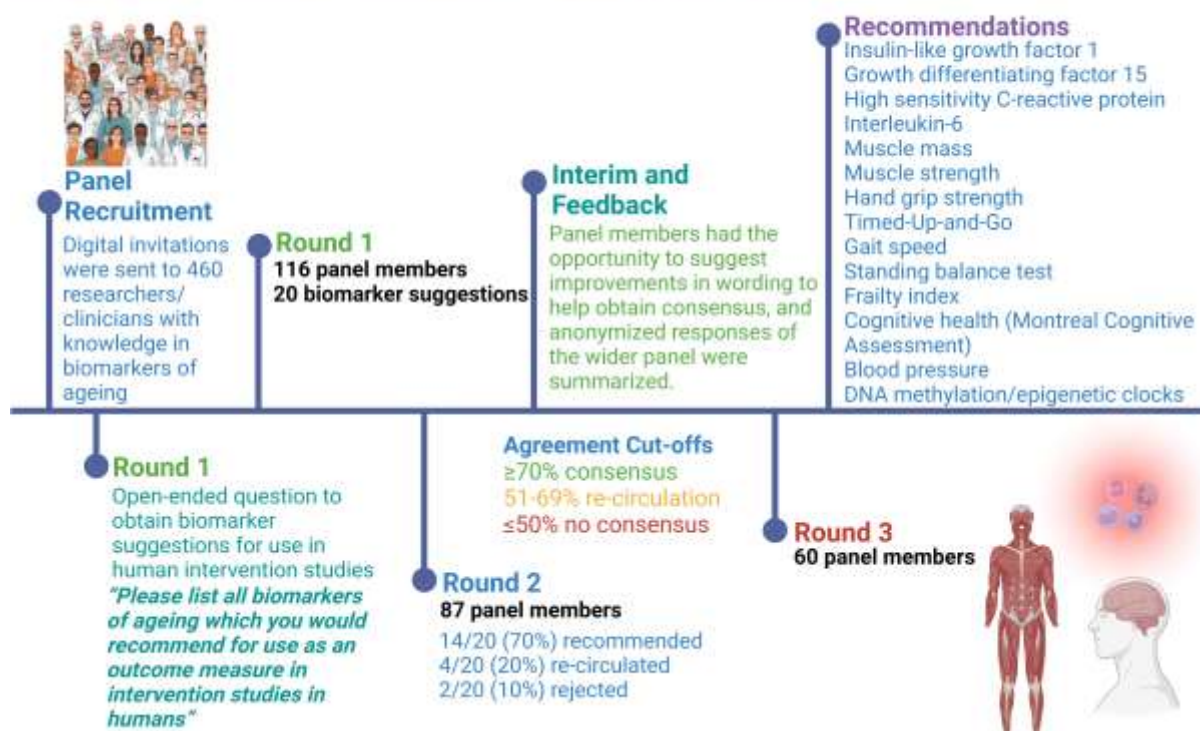 Panel
Recruitment
Digital invitations
were sent to 460
researchers/
clinicians with
knowledge in
biomarkers of
ageing
Round 1
Open-ended question to
obtain biomarker
suggestions for use in
human intervention studies
"Please list all biomarkers
of ageing which you would
recommend for use as an
outcome measure in
intervention studies in
humans"
Round 1
116 panel members
20 biomarker suggestions
Round 2
87 panel members
14/20 (70%) recommended
4/20 (20%) re-circulated
2/20 (10%) rejected
Interim and
Feedback
Panel members had the
opportunity to suggest
improvements in wording to
help obtain consensus, and
anonymized responses of
the wider panel were
summarized.
Agreement Cut-offs
≥70% consensus
51-69% re-circulation
≤50% no consensus
Round 3
60 panel members
Recommendations
Insulin-like growth factor 1
Growth differentiating factor 15
High sensitivity C-reactive protein
Interleukin-6
Muscle mass
Muscle strength
Hand grip strength
Timed-Up-and-Go
Gait speed
Standing balance test
Frailty index
Cognitive health (Montreal Cognitive
Assessment)
Blood pressure
DNA methylation/epigenetic clocks